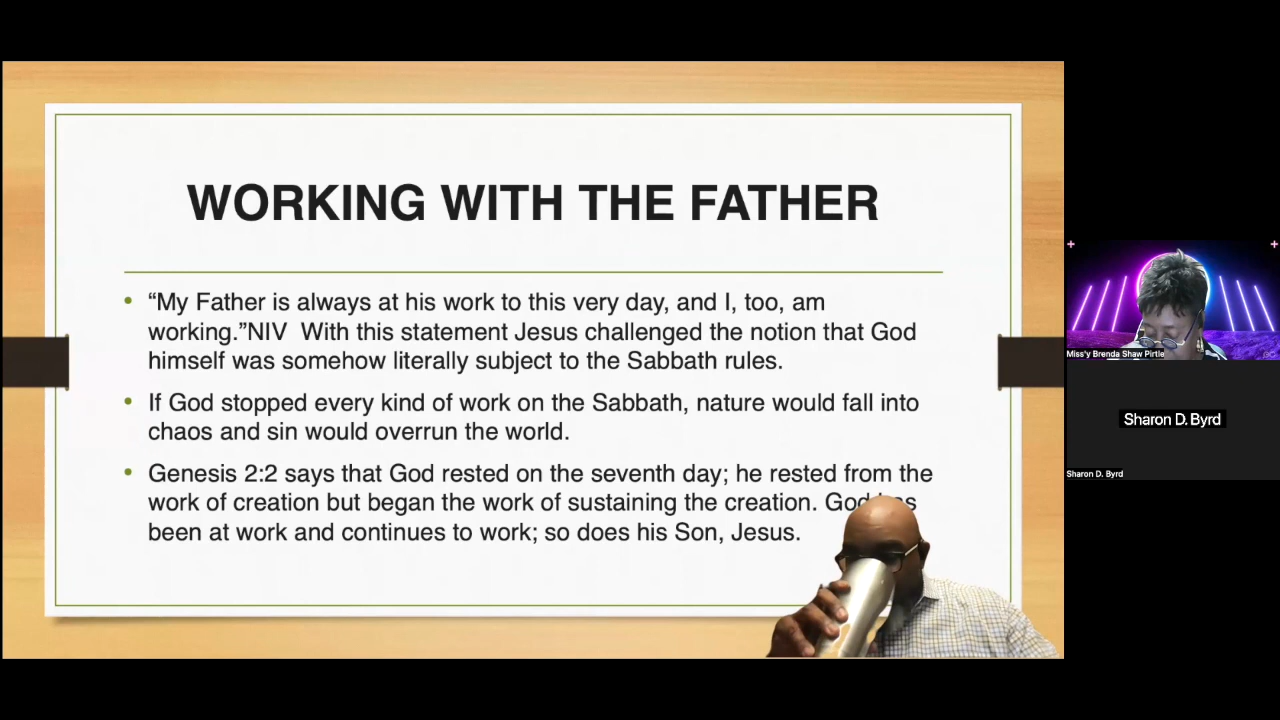 WORKING WITH THE FATHER
“My Father is always at his work to this very day, and I, too, am
working.”NIV  With this statement Jesus challenged the notion that God
himself was somehow literally subject to the Sabbath rules.
If God stopped every kind of work on the Sabbath, nature would fall into
chaos and sin would overrun the world.
Genesis 2:2 says that God rested on the seventh day; he rested from the
work of creation but began the work of sustaining the creation. God has
been at work and continues to work; so does his Son, Jesus.
Miss'y Brenda Shaw Pirtle
Sharon D. Byrd
Sharon D. Byrd